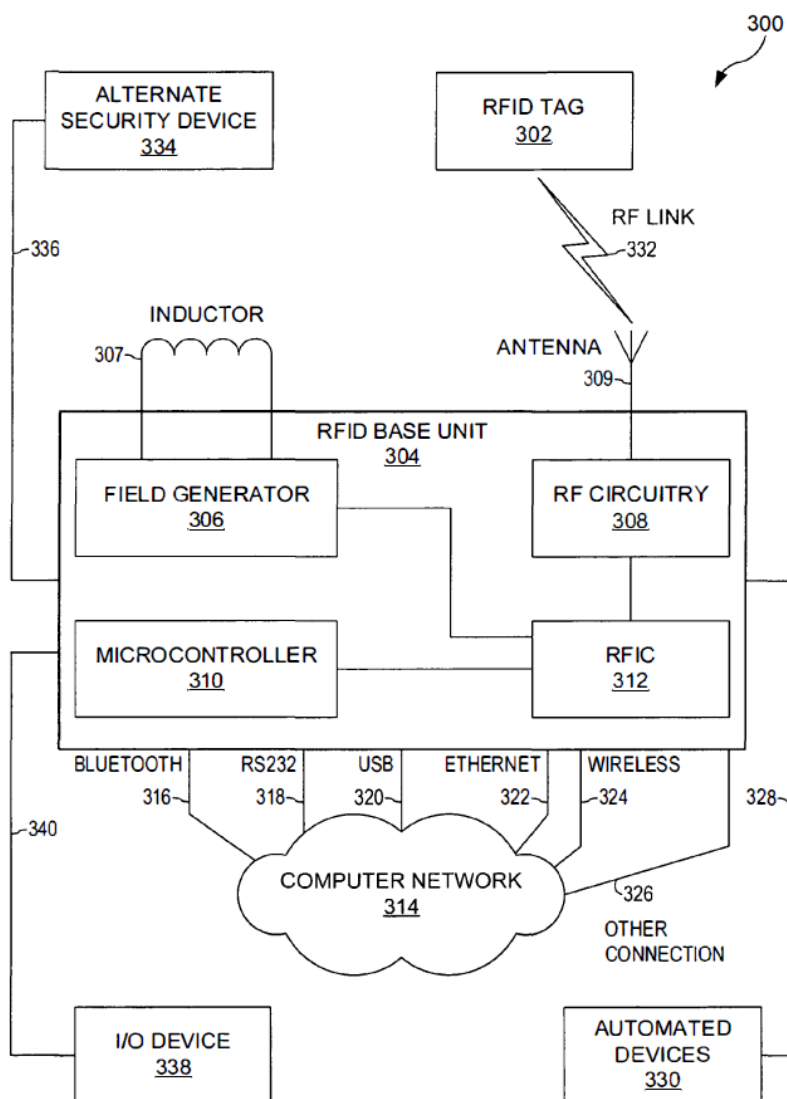 300
ALTERNATE
SECURITY DEVICE
334
RFID TAG
302
RF LINK
336
332
INDUCTOR
307
ANTENNA
309
RFID BASE UNIT
304
FIELD GENERATOR
306
RF CIRCUITRY
308
MICROCONTROLLER
310
RFIC
312
BLUETOOTH
RS232
USB
ETHERNET
WIRELESS
316
318
320
322
324
328
340
COMPUTER NETWORK
314
326
OTHER
CONNECTION
I/O DEVICE
338
AUTOMATED
DEVICES
330